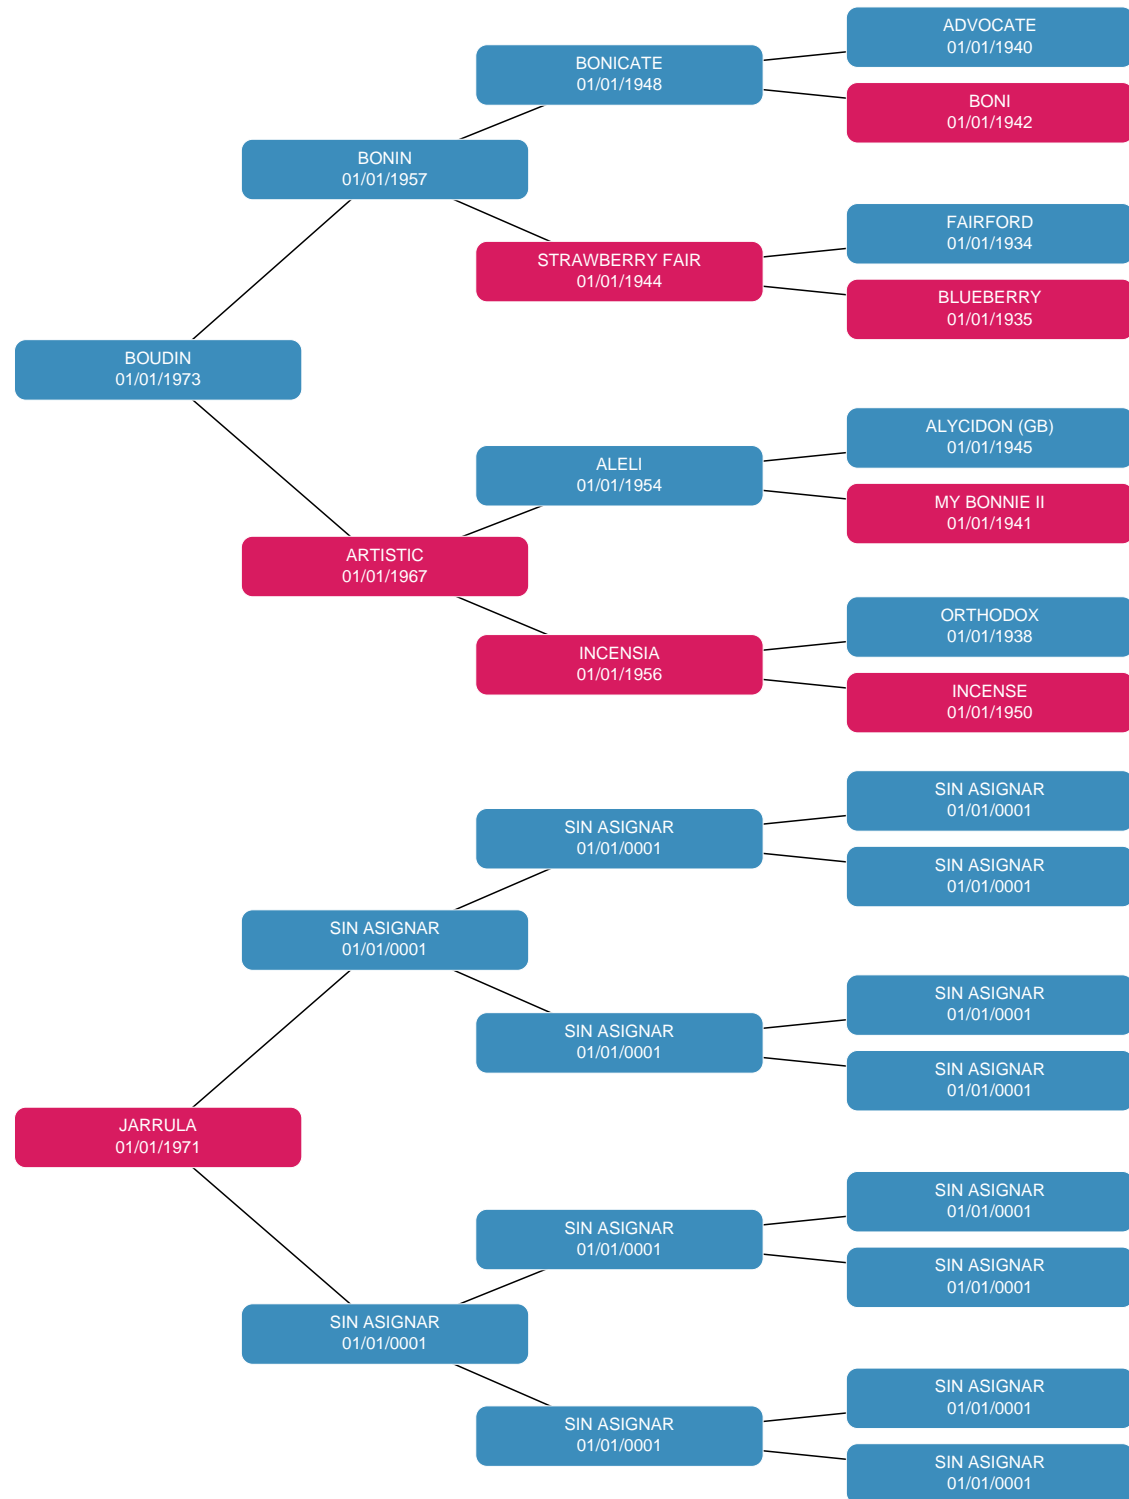 ADVOCATE
01/01/1940
BONICATE
01/01/1948
BONI
01/01/1942
BONIN
01/01/1957
FAIRFORD
01/01/1934
STRAWBERRY FAIR
01/01/1944
BLUEBERRY
01/01/1935
BOUDIN
01/01/1973
ALYCIDON (GB)
01/01/1945
ALELI
01/01/1954
MY BONNIE II
01/01/1941
ARTISTIC
01/01/1967
ORTHODOX
01/01/1938
INCENSIA
01/01/1956
INCENSE
01/01/1950
SIN ASIGNAR
01/01/0001
SIN ASIGNAR
01/01/0001
SIN ASIGNAR
01/01/0001
SIN ASIGNAR
01/01/0001
SIN ASIGNAR
01/01/0001
SIN ASIGNAR
01/01/0001
SIN ASIGNAR
01/01/0001
JARRULA
01/01/1971
SIN ASIGNAR
01/01/0001
SIN ASIGNAR
01/01/0001
SIN ASIGNAR
01/01/0001
SIN ASIGNAR
01/01/0001
SIN ASIGNAR
01/01/0001
SIN ASIGNAR
01/01/0001
SIN ASIGNAR
01/01/0001